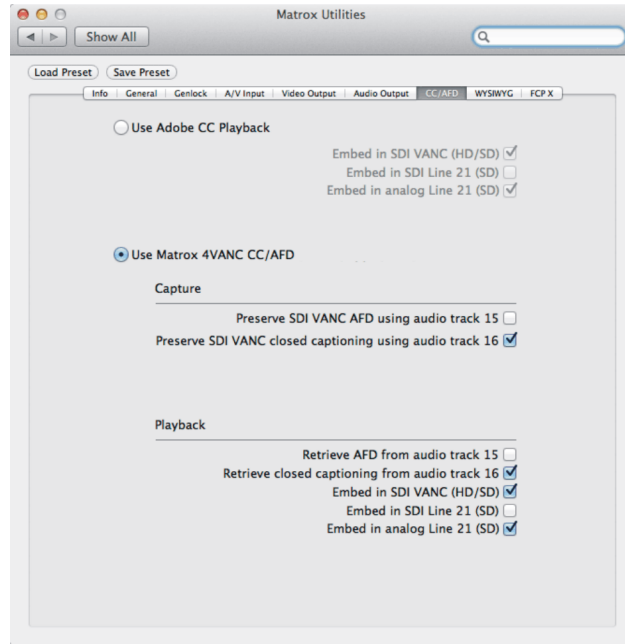 Matrox Utilities
Show All
Load Preset Save Preset
Info General Genlock A/V Input Video Output Audio Output CC/AFD WYSIWYG FCP X
Use Adobe CC Playback
Embed in SDI VANC (HD/SD)
Embed in SDI Line 21 (SD)
Embed in analog Line 21 (SD)
Use Matrox 4VANC CC/AFD
Capture
Preserve SDI VANC AFD using audio track 15
Preserve SDI VANC closed captioning using audio track 16
Playback
Retrieve AFD from audio track 15
Retrieve closed captioning from audio track 16
Embed in SDI VANC (HD/SD)
Embed in SDI Line 21 (SD)
Embed in analog Line 21 (SD)